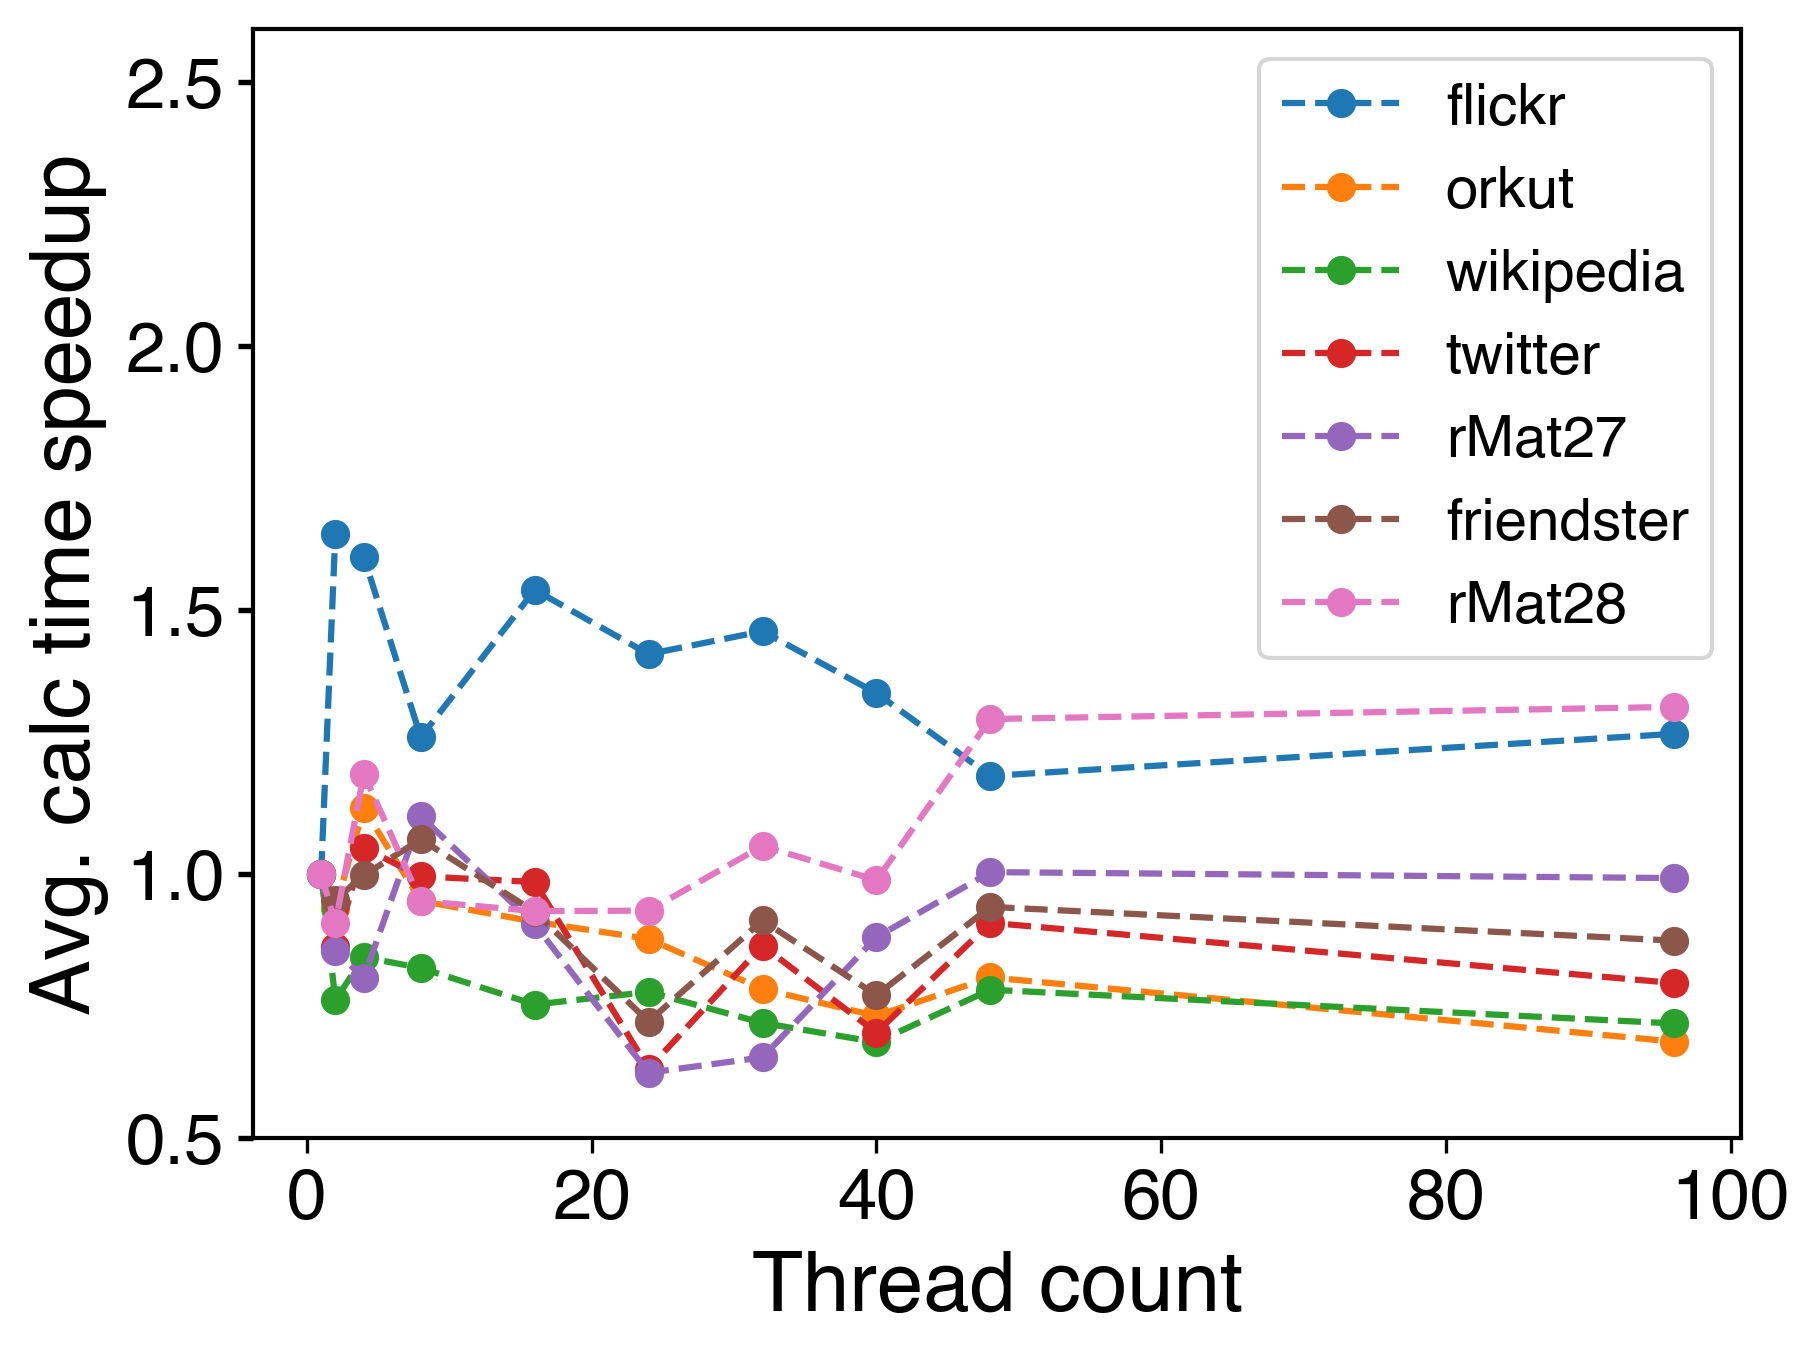 2.5
2.0
1.5
1.0
0.5
Avg. calc time speedup
flickr
orkut
wikipedia
twitter
rMat27
friendster
rMat28
0 20 40 60 80 100
Thread count